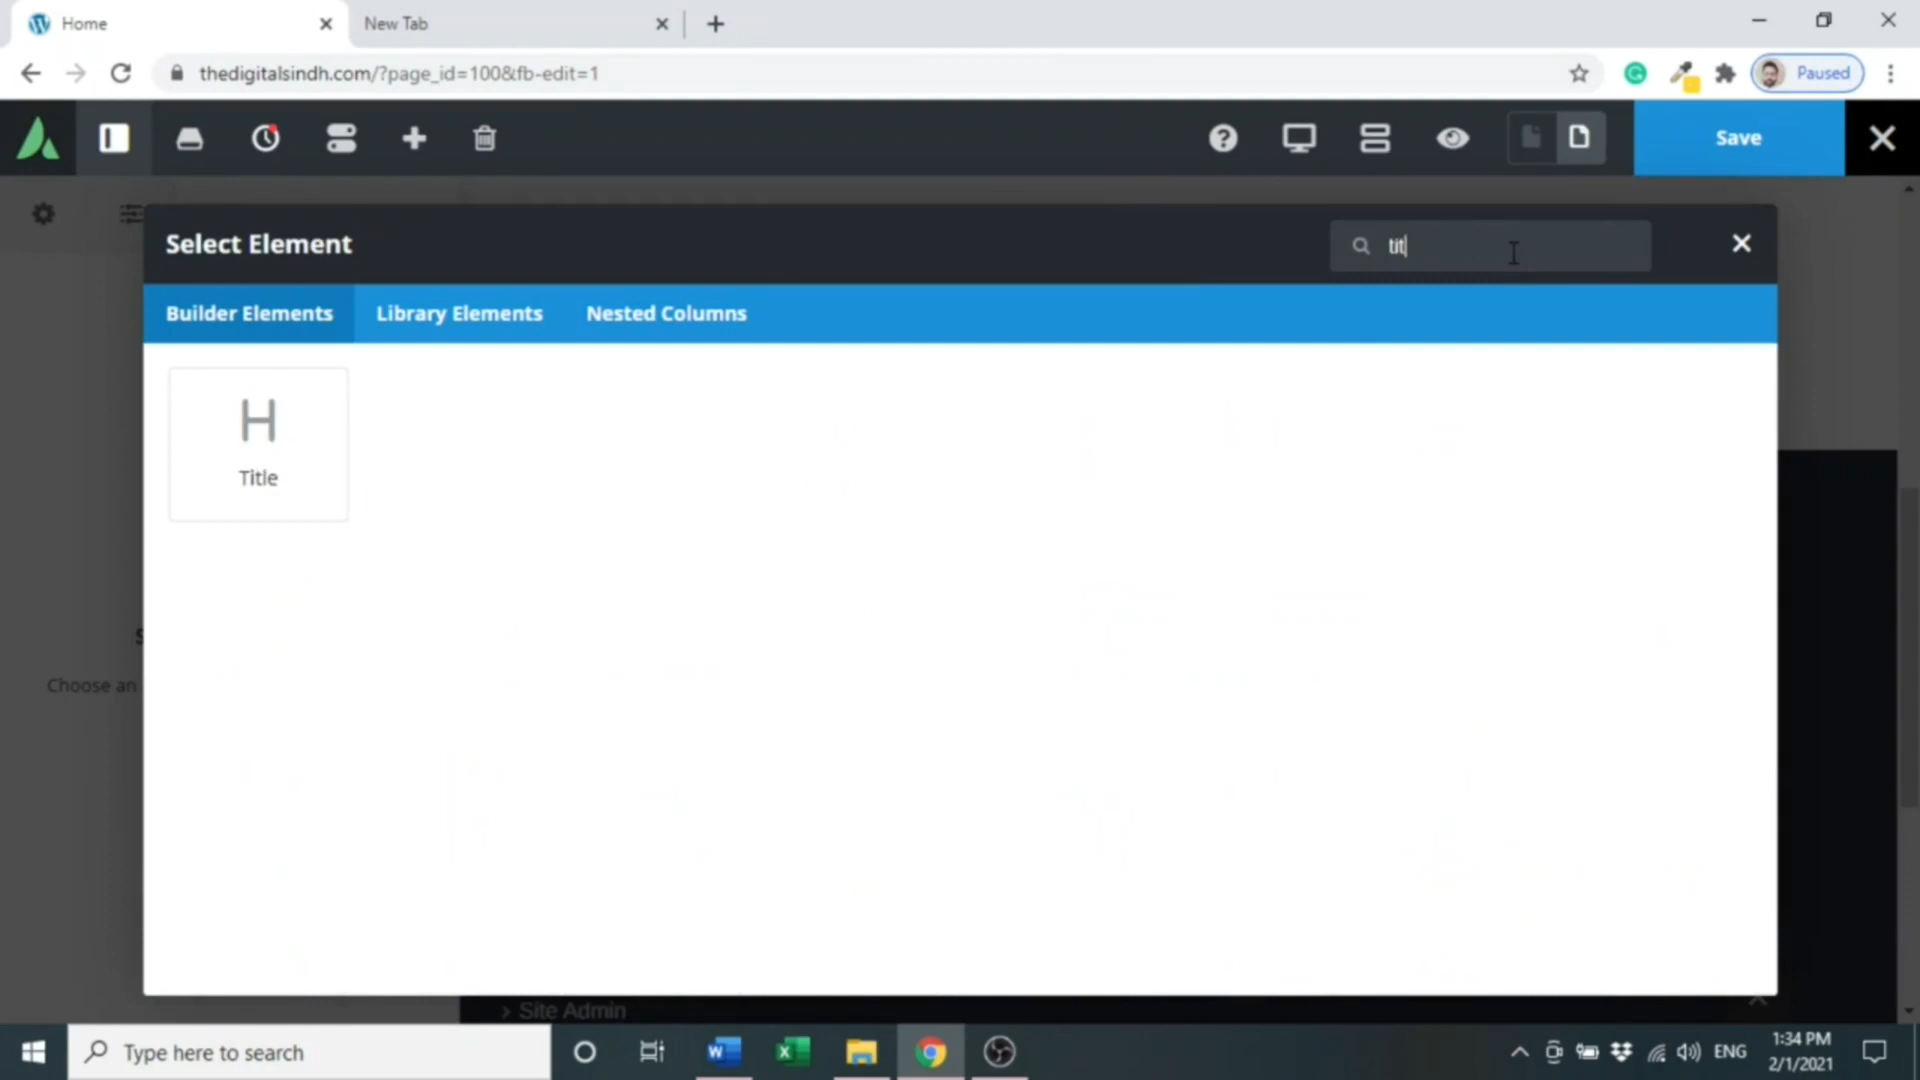 Home
New Tab
thedigitalsindh.com/?page_id=100&fb-edit=1
Paused
Save
Select Element
tit
Builder Elements
Library Elements
Nested Columns
H
Title
S
Choose an
> Site Admin
Type here to search
ENG
1:34 PM
2/1/2021